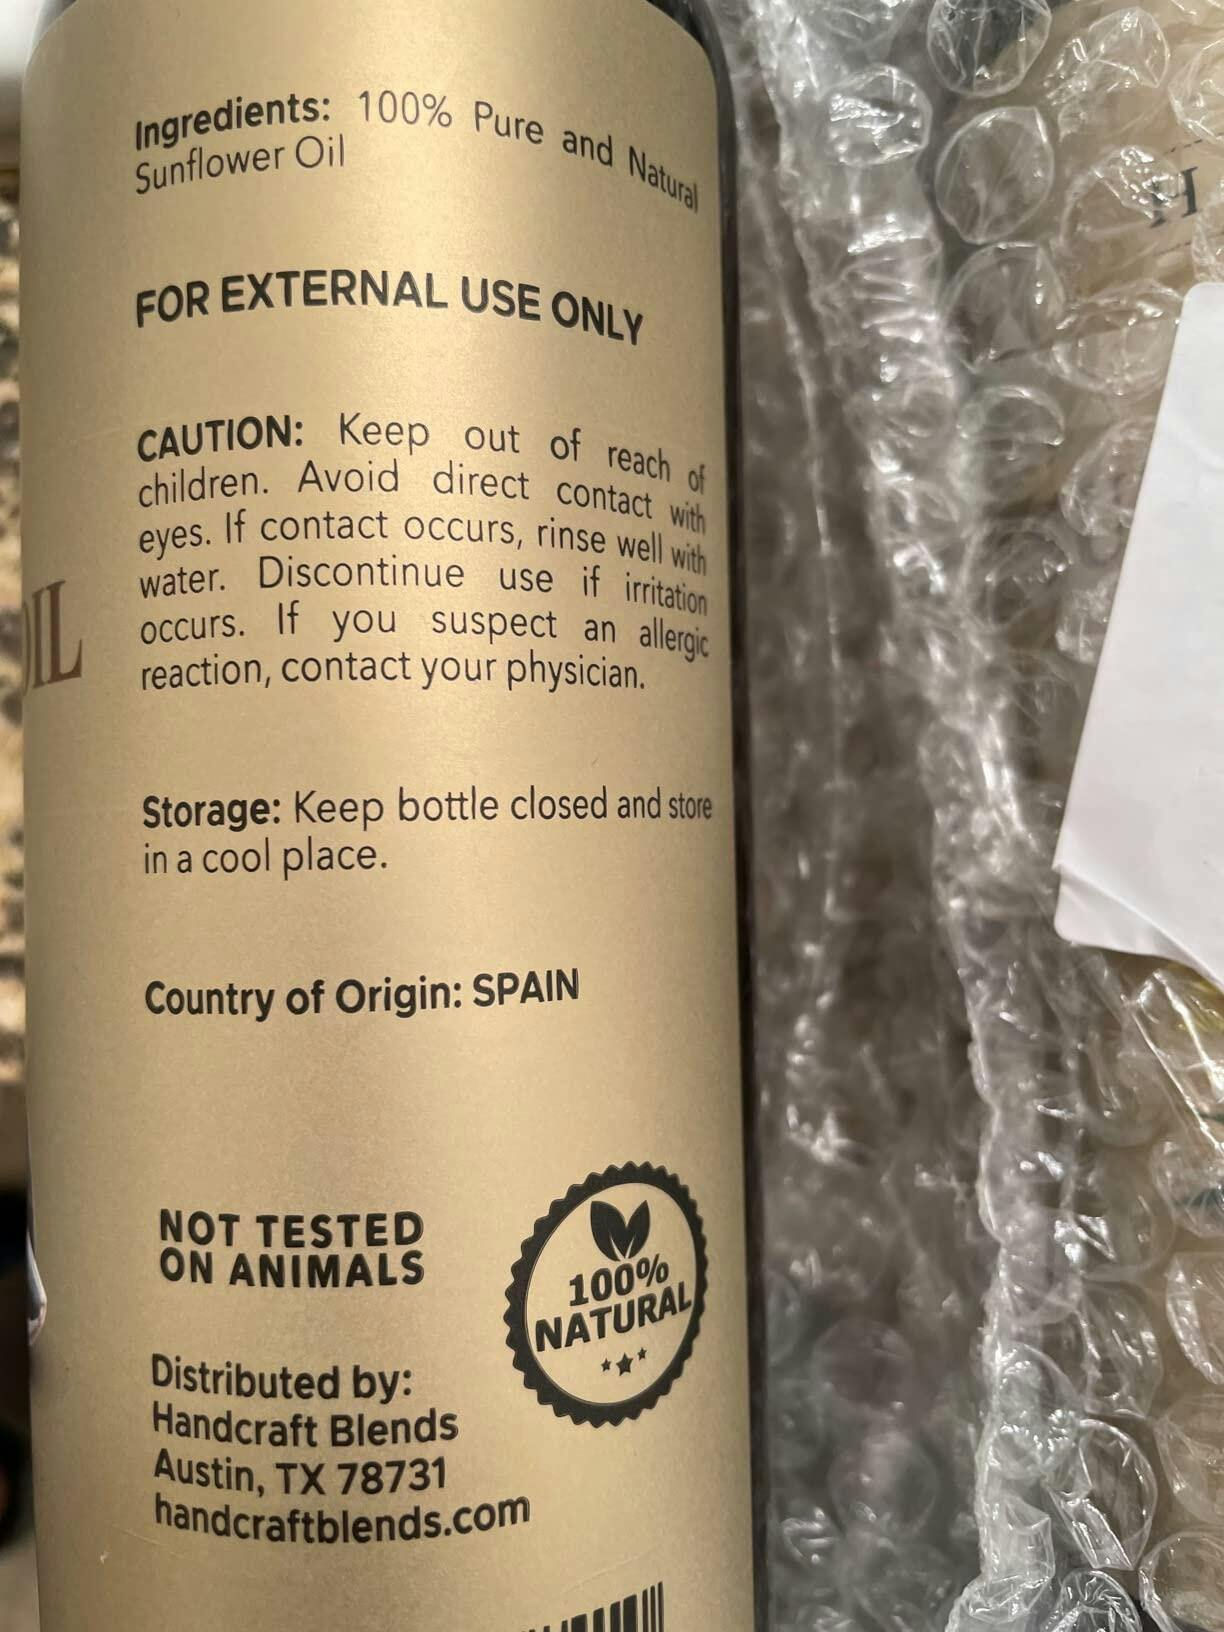 Ingredients: 100% Pure and Natural
Sunflower Oil
FOR EXTERNAL USE ONLY
CAUTION: Keep out of reach of
children. Avoid direct contact with
eyes. If contact occurs, rinse well with
water. Discontinue use if irritation
occurs. If you suspect an allergic
reaction, contact your physician.
OIL
Storage: Keep bottle closed and store
in a cool place.
Country of Origin: SPAIN
NOT TESTED
ON ANIMALS
100%
NATURAL
Distributed by:
Handcraft Blends
Austin, TX 78731
handcraftblends.com
H